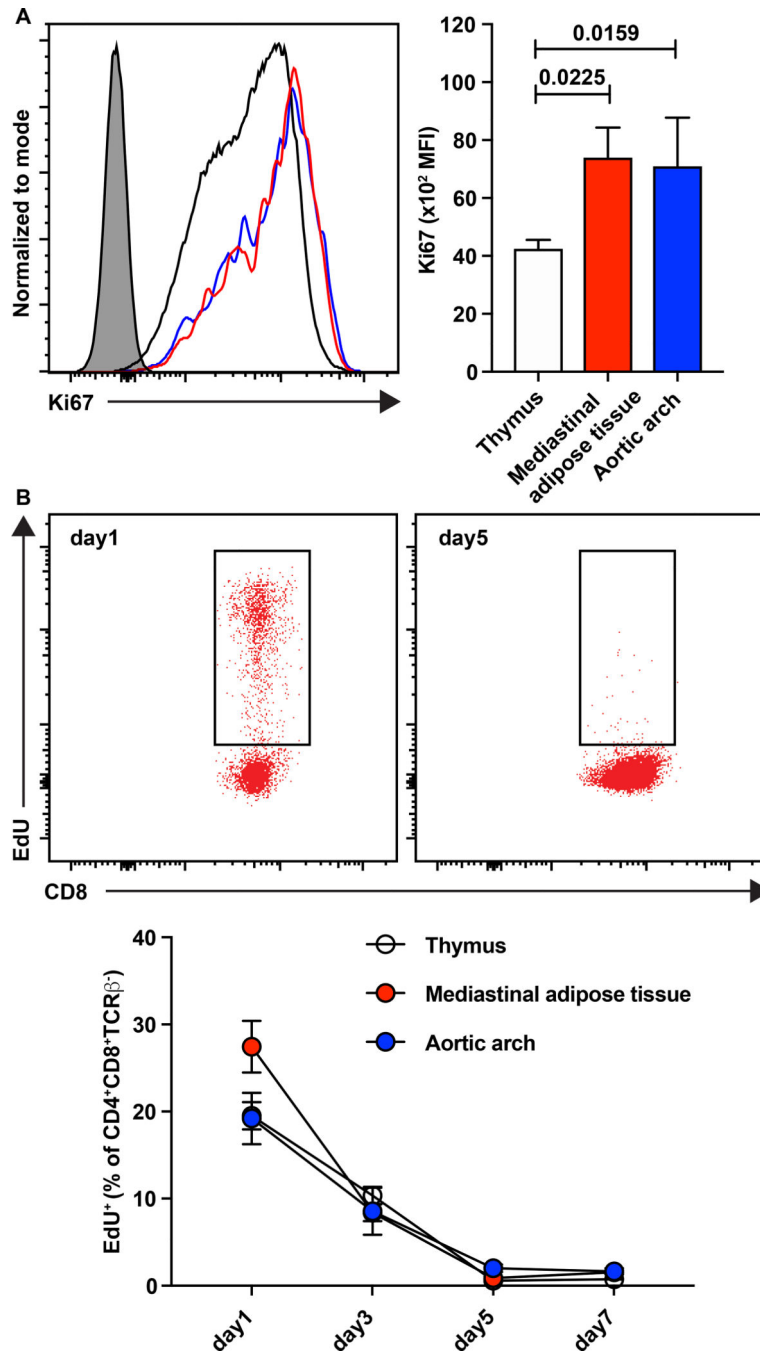 A
Normalized to mode
Ki67
Ki67 (x10² MFI)
120
100
80
60
40
20
0
0.0159
0.0225
Thymus
Mediastinal
adipose tissue
Aortic arch
B
day1
day5
EdU
CD8
EdU⁺ (% of CD4⁺CD8⁺TCRβ⁻)
40
30
20
10
0
Thymus
Mediastinal adipose tissue
Aortic arch
day1
day3
day5
day7